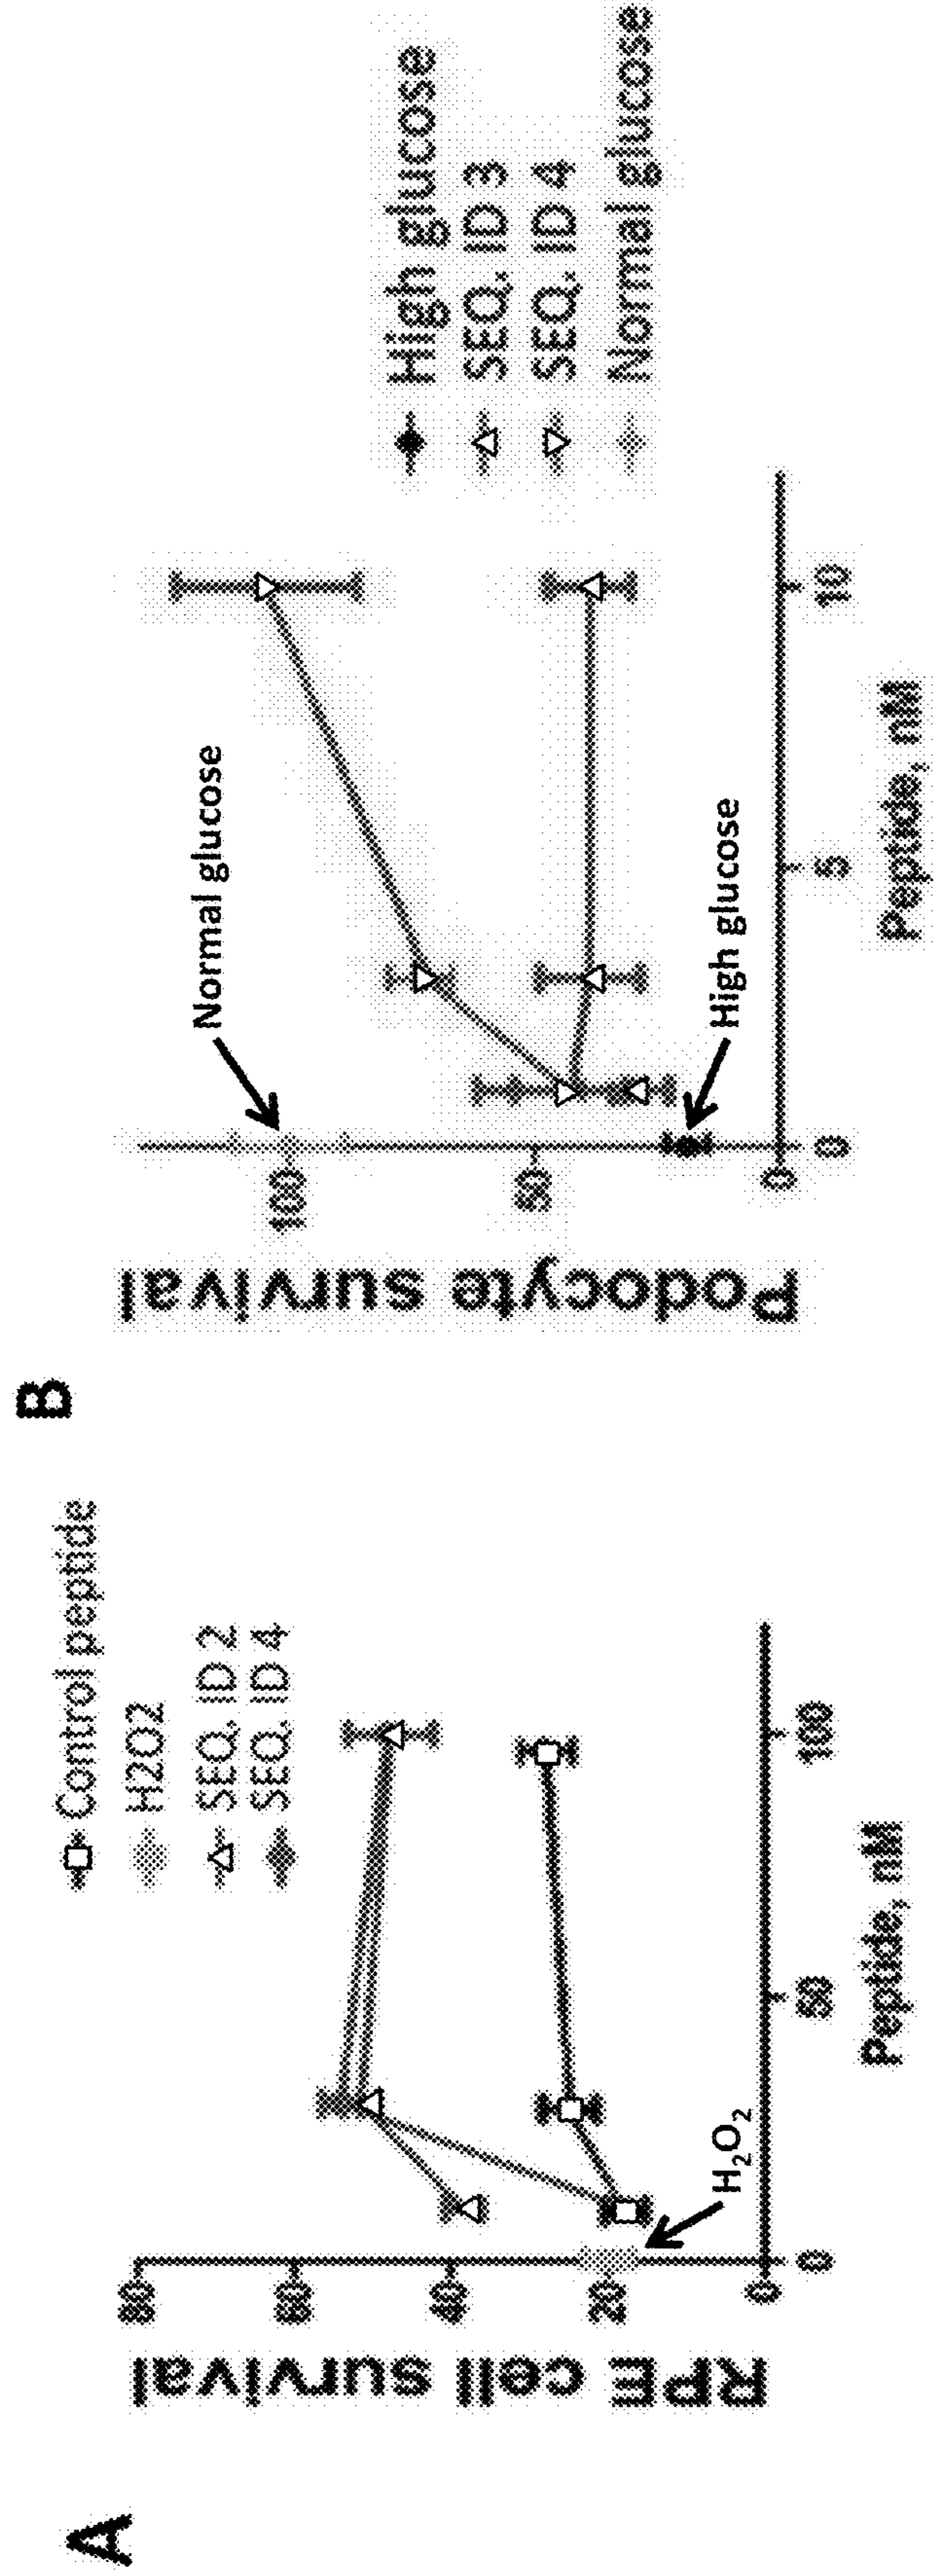 A
RPE cell survival
80
60
40
20
0
0
50
100
Peptide, nM
H2O2
Control peptide
H2O2
SEQ. ID 2
SEQ. ID 4
B
Podocyte survival
100
50
0
0
5
10
Peptide, nM
Normal glucose
High glucose
High glucose
SEQ. ID 3
SEQ. ID 4
Normal glucose